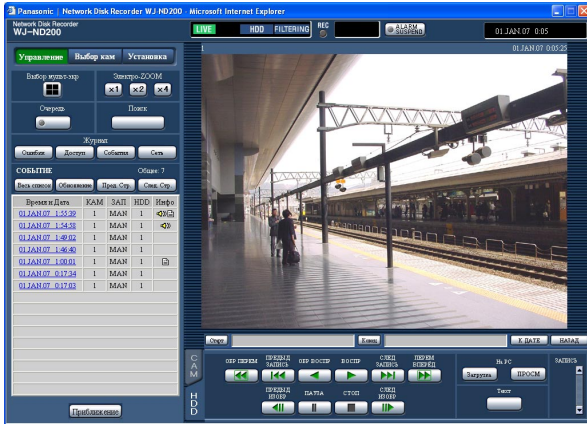 Panasonic | Network Disk Recorder WJ-ND200 - Microsoft Internet Explorer
Network Disk Recorder
WJ-ND200
LIVE HDD FILTERING REC ALARM SUSPEND 01.JAN.07 0:05
Управление Выбор кам Установка
1 01.JAN.07 0:05:25
Выбор мульт-экр Электро-ZOOM
x1 x2 x4
Очередь Поиск
Журнал
Ошибки Доступ События Сеть
СОБЫТИЕ Общее: 7
Весь список Обновление Пред. Стр. След. Стр.
Время и Дата КАМ ЗАП HDD Инфо
01.JAN.07 1:55:39 1 MAN 1
01.JAN.07 1:54:58 1 MAN 1
01.JAN.07 1:49:02 1 MAN 1
01.JAN.07 1:46:40 1 MAN 1
01.JAN.07 1:00:01 1 MAN 1
01.JAN.07 0:17:34 1 MAN 1
01.JAN.07 0:17:03 1 MAN 1
Приближение
Старт Конец К ДАТЕ НАЗАД
CAM
HDD
ОБР ПЕРЕМ ПРЕДЫД ЗАПИСЬ ОБР ВОСПР ВОСПР СЛЕД ЗАПИСЬ ПЕРЕМ ВПЕРЁД
ПРЕДЫД ИЗОБР ПАУЗА СТОП СЛЕД ИЗОБР
На PC
Загрузка ПРОСМ
Текст
ЗАПИСЬ